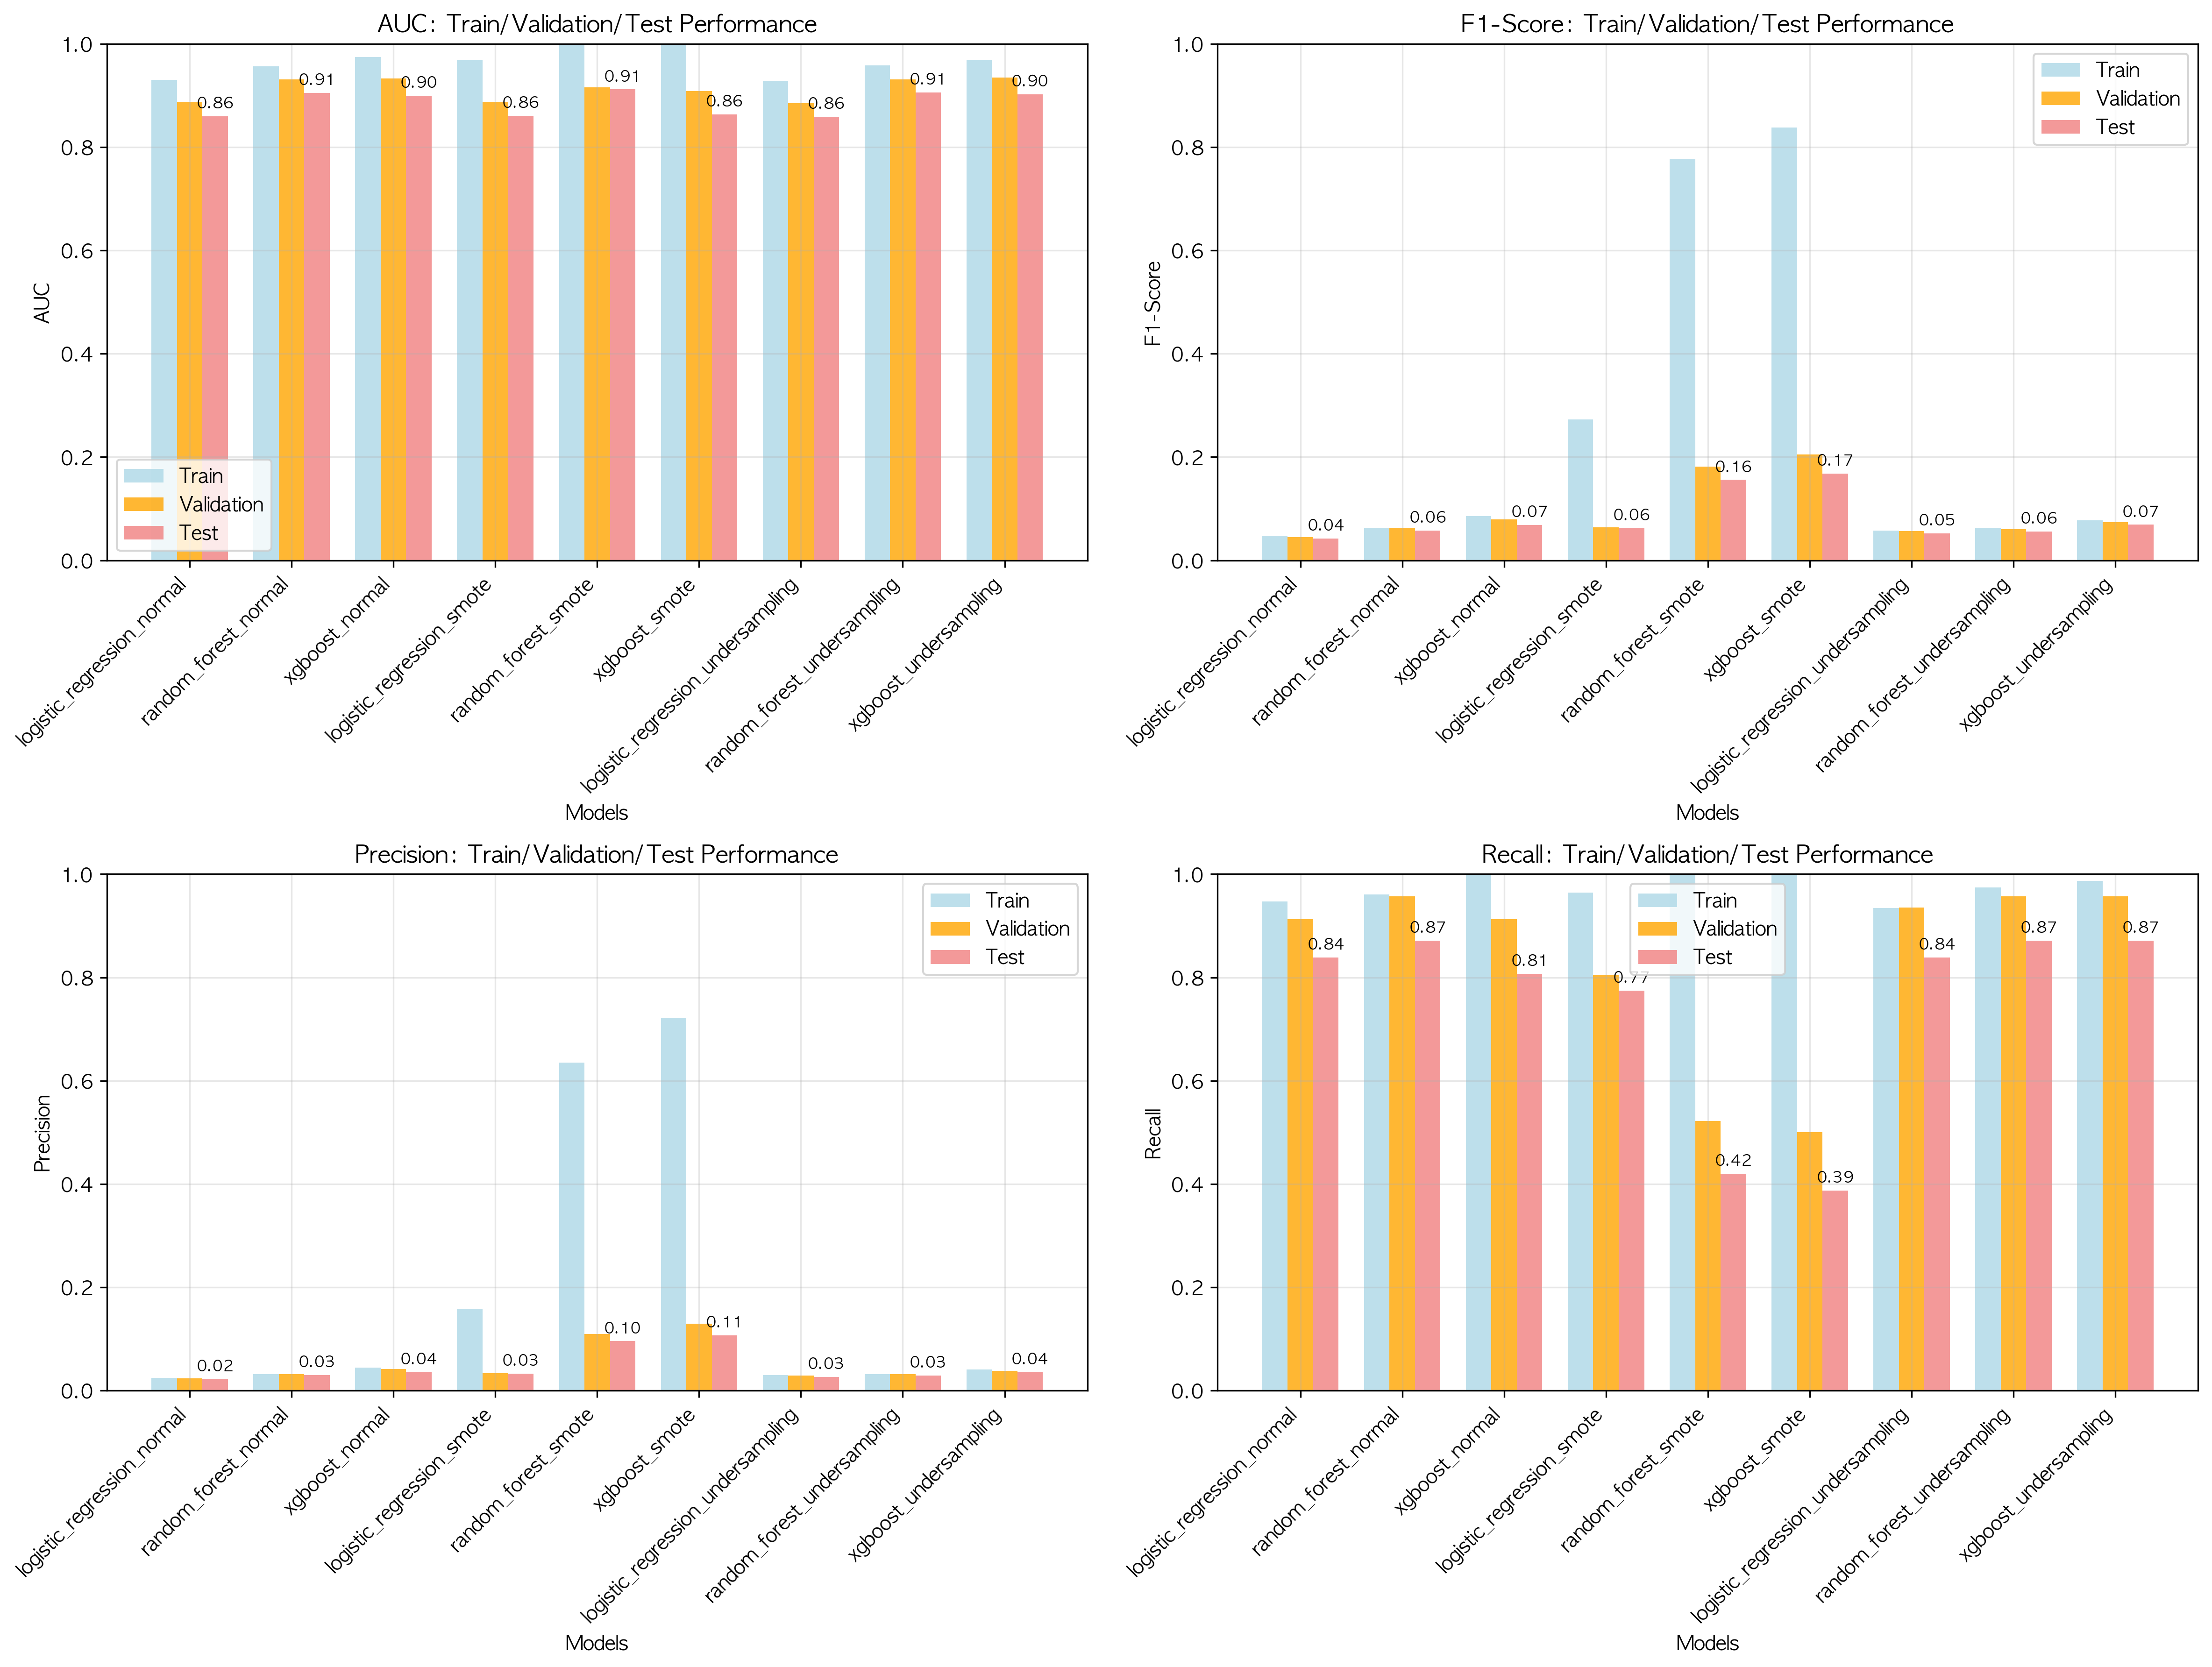 AUC: Train/Validation/Test Performance
1.0
0.8
0.6
0.4
0.2
0.0
AUC
0.86
0.91
0.90
0.86
0.91
0.86
0.86
0.91
0.90
Train
Validation
Test
logistic_regression_normal
random_forest_normal
xgboost_normal
logistic_regression_smote
random_forest_smote
xgboost_smote
logistic_regression_undersampling
random_forest_undersampling
xgboost_undersampling
Models
F1-Score: Train/Validation/Test Performance
1.0
0.8
0.6
0.4
0.2
0.0
F1-Score
Train
Validation
Test
0.04
0.06
0.07
0.06
0.16
0.17
0.05
0.06
0.07
logistic_regression_normal
random_forest_normal
xgboost_normal
logistic_regression_smote
random_forest_smote
xgboost_smote
logistic_regression_undersampling
random_forest_undersampling
xgboost_undersampling
Models
Precision: Train/Validation/Test Performance
1.0
0.8
0.6
0.4
0.2
0.0
Precision
Train
Validation
Test
0.02
0.03
0.04
0.03
0.10
0.11
0.03
0.03
0.04
logistic_regression_normal
random_forest_normal
xgboost_normal
logistic_regression_smote
random_forest_smote
xgboost_smote
logistic_regression_undersampling
random_forest_undersampling
xgboost_undersampling
Models
Recall: Train/Validation/Test Performance
1.0
0.8
0.6
0.4
0.2
0.0
Recall
Train
Validation
Test
0.84
0.87
0.81
0.77
0.42
0.39
0.84
0.87
0.87
logistic_regression_normal
random_forest_normal
xgboost_normal
logistic_regression_smote
random_forest_smote
xgboost_smote
logistic_regression_undersampling
random_forest_undersampling
xgboost_undersampling
Models